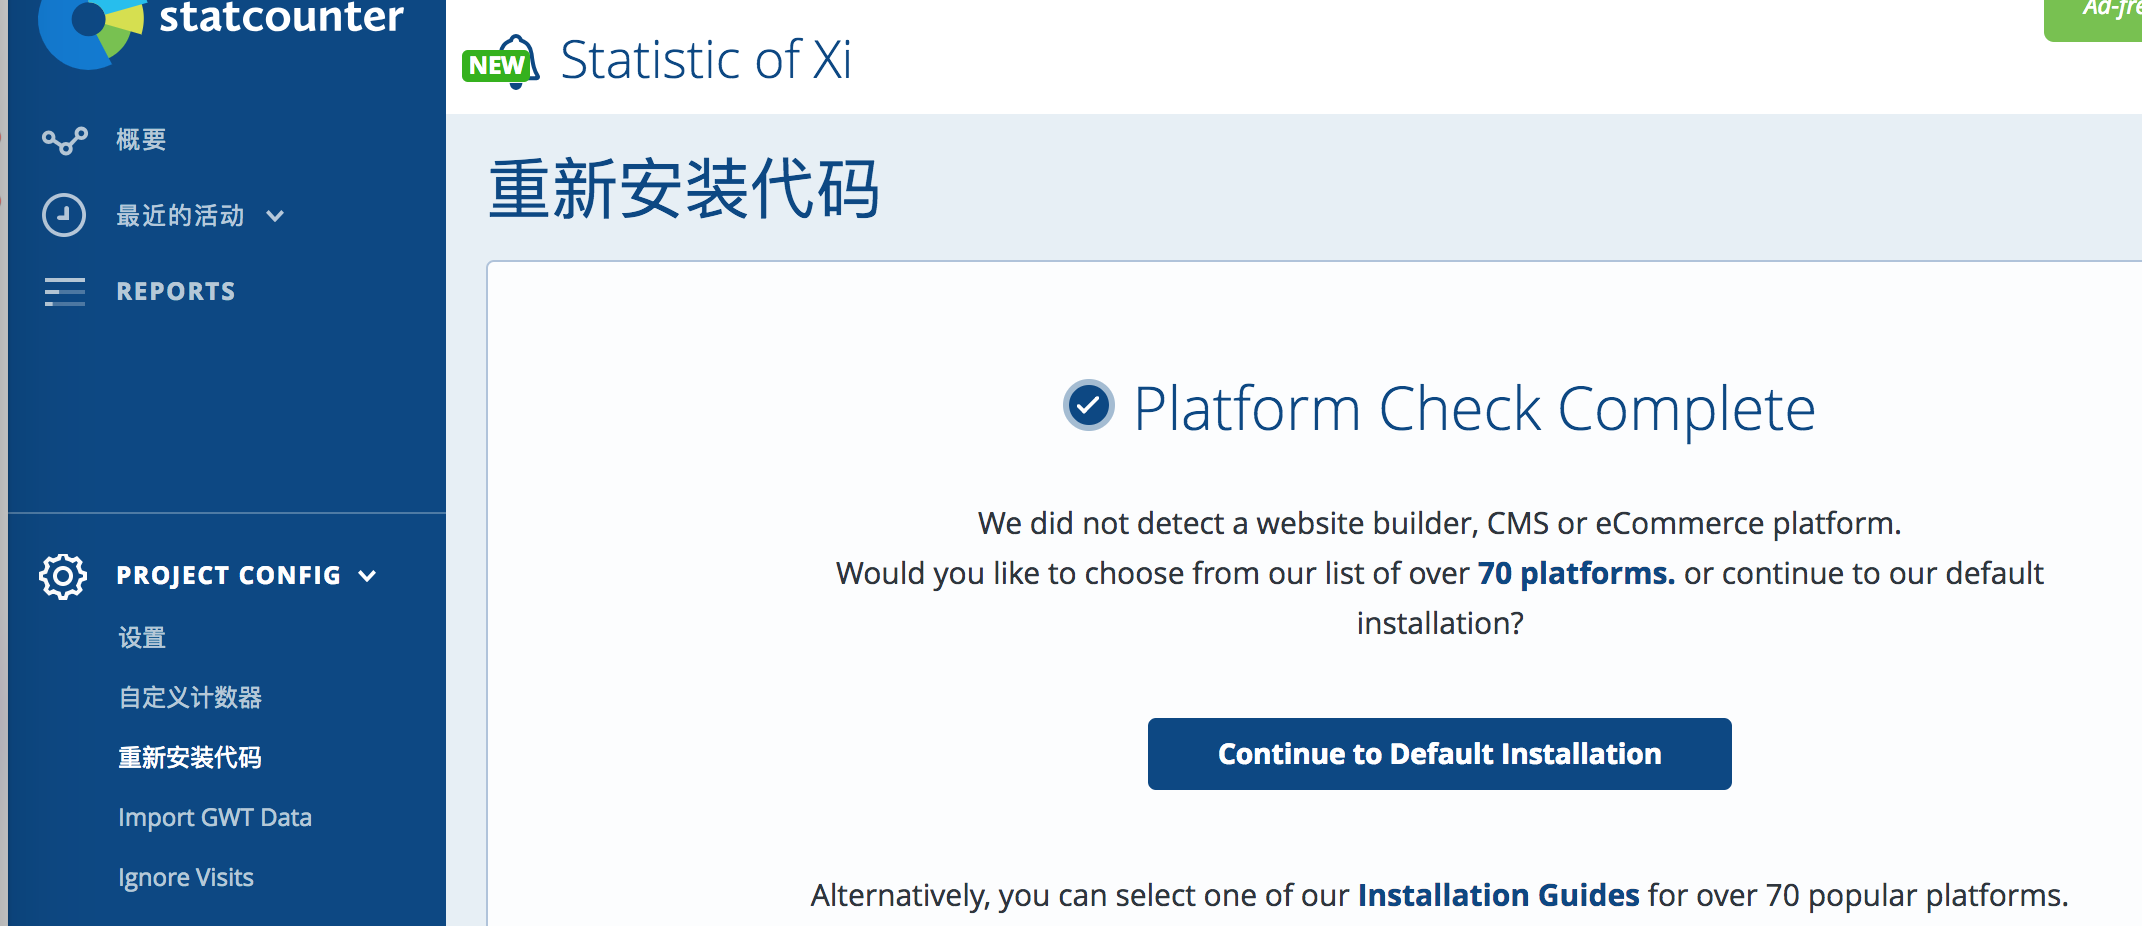 statcounter
概要
最近的活动
REPORTS
PROJECT CONFIG
设置
自定义计数器
重新安装代码
Import GWT Data
Ignore Visits
NEW
Statistic of Xi
重新安装代码
Platform Check Complete
We did not detect a website builder, CMS or eCommerce platform.
Would you like to choose from our list of over 70 platforms. or continue to our default
installation?
Continue to Default Installation
Alternatively, you can select one of our Installation Guides for over 70 popular platforms.